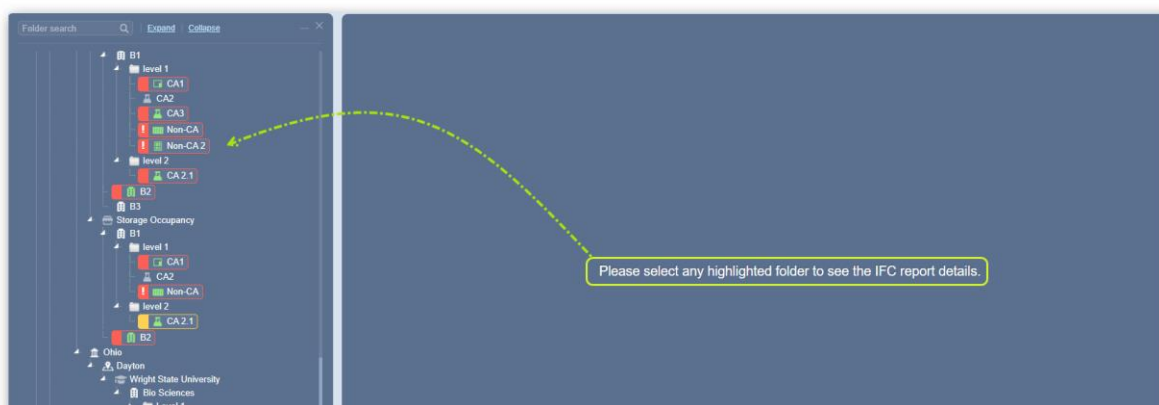 Folder search Expand Collapse
B1
level 1
CA1
CA2
CA3
! Non-CA
! Non-CA 2
level 2
CA 2.1
B2
B3
Storage Occupancy
B1
level 1
CA1
CA2
! Non-CA
level 2
CA 2.1
B2
Ohio
Dayton
Wright State University
Bio Sciences
Level 1
Please select any highlighted folder to see the IFC report details.